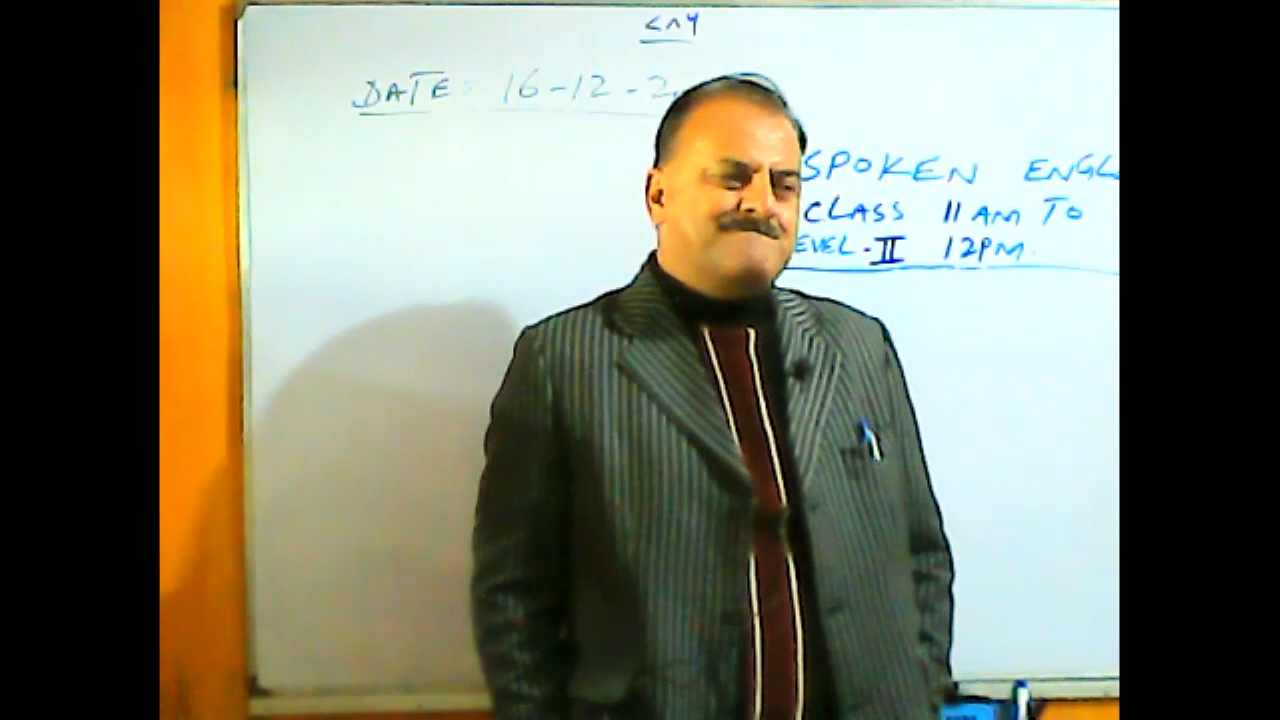 DATE: 16-12-2
SPOKEN ENGL
CLASS 11 AM TO
EVEL-II 12PM.